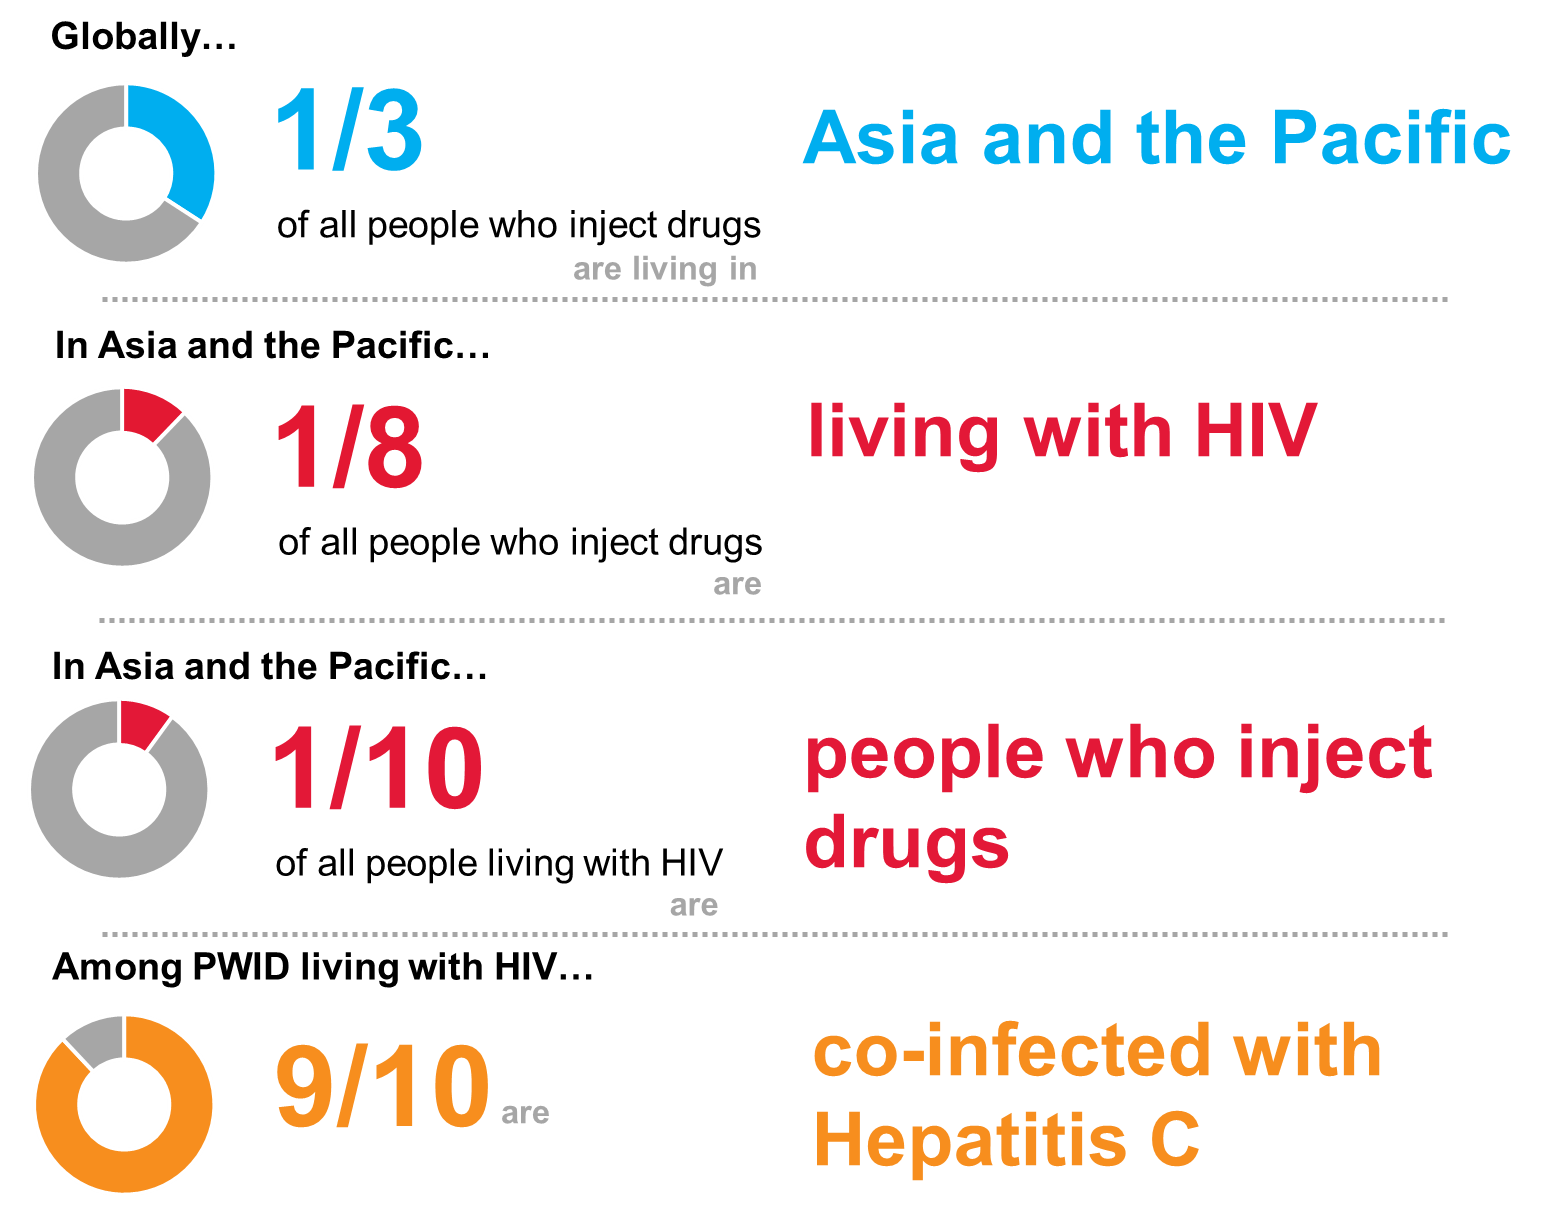 Globally…
1/3
of all people who inject drugs
are living in
Asia and the Pacific
In Asia and the Pacific…
1/8
of all people who inject drugs
are
living with HIV
In Asia and the Pacific…
1/10
of all people living with HIV
are
people who inject
drugs
Among PWID living with HIV…
9/10 are
co-infected with
Hepatitis C